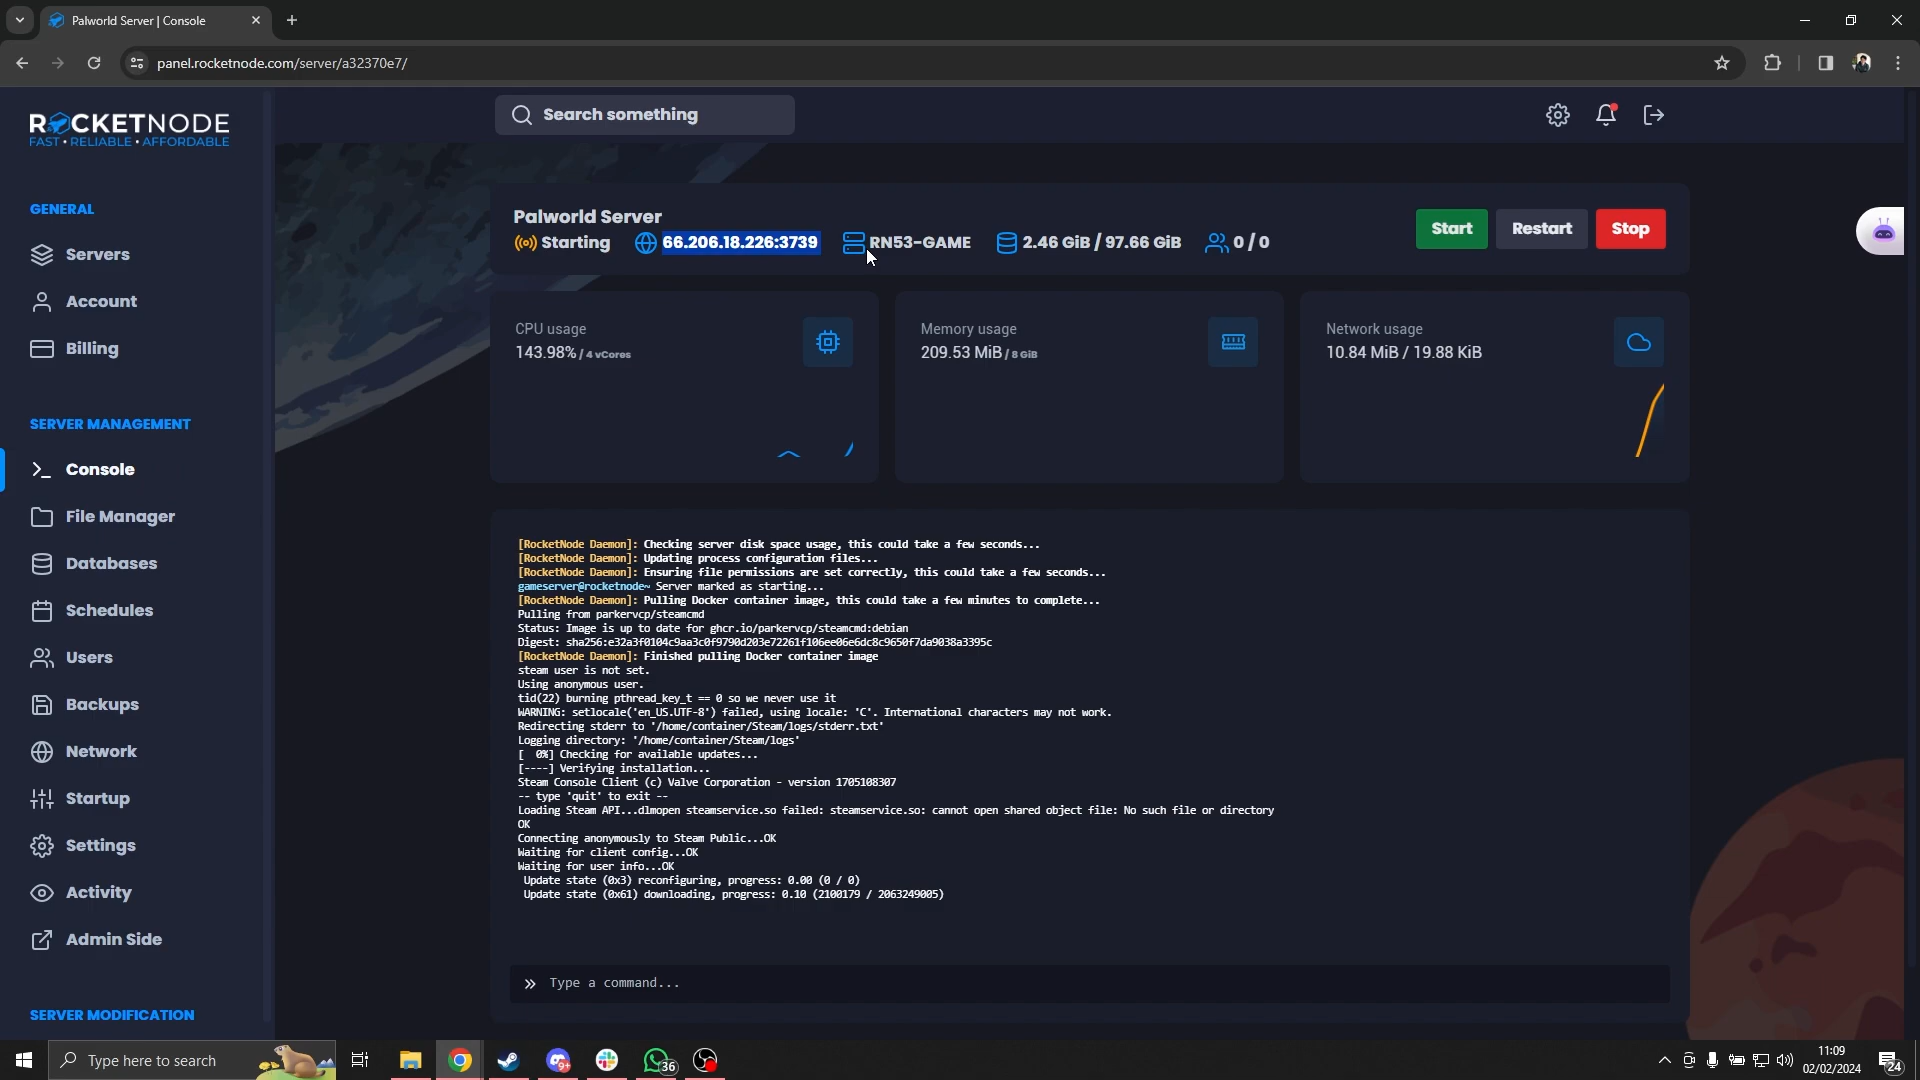 Palworld Server | Console
panel.rocketnode.com/server/a32370e7/
ROCKETNODE
FAST • RELIABLE • AFFORDABLE
Search something
GENERAL
Servers
Account
Billing
SERVER MANAGEMENT
Console
File Manager
Databases
Schedules
Users
Backups
Network
Startup
Settings
Activity
Admin Side
SERVER MODIFICATION
Palworld Server
Starting 66.206.18.226:3739 RN53-GAME 2.46 GiB / 97.66 GiB 0 / 0
Start Restart Stop
CPU usage
143.98% / 4 vCores
Memory usage
209.53 MiB / 8 GiB
Network usage
10.84 MiB / 19.88 KiB
[RocketNode Daemon]: Checking server disk space usage, this could take a few seconds...
[RocketNode Daemon]: Updating process configuration files...
[RocketNode Daemon]: Ensuring file permissions are set correctly, this could take a few seconds...
gameserver@rocketnode~ Server marked as starting...
[RocketNode Daemon]: Pulling Docker container image, this could take a few minutes to complete...
Pulling from parkervcp/steamcmd
Status: Image is up to date for ghcr.io/parkervcp/steamcmd:debian
Digest: sha256:e32a3f0104c9aa3c0f9790d203e72261f106ee06e6dc8c9650f7da9038a3395c
[RocketNode Daemon]: Finished pulling Docker container image
steam user is not set.
Using anonymous user.
tid(22) burning pthread_key_t == 0 so we never use it
WARNING: setlocale('en_US.UTF-8') failed, using locale: 'C'. International characters may not work.
Redirecting stderr to '/home/container/Steam/logs/stderr.txt'
Logging directory: '/home/container/Steam/logs'
[  0%] Checking for available updates...
[----] Verifying installation...
Steam Console Client (c) Valve Corporation - version 1705108307
-- type 'quit' to exit --
Loading Steam API...dlmopen steamservice.so failed: steamservice.so: cannot open shared object file: No such file or directory
OK
Connecting anonymously to Steam Public...OK
Waiting for client config...OK
Waiting for user info...OK
Update state (0x3) reconfiguring, progress: 0.00 (0 / 0)
Update state (0x61) downloading, progress: 0.10 (2100179 / 2063249005)
Type a command...
Type here to search
9+
36
11:09
02/02/2024
24